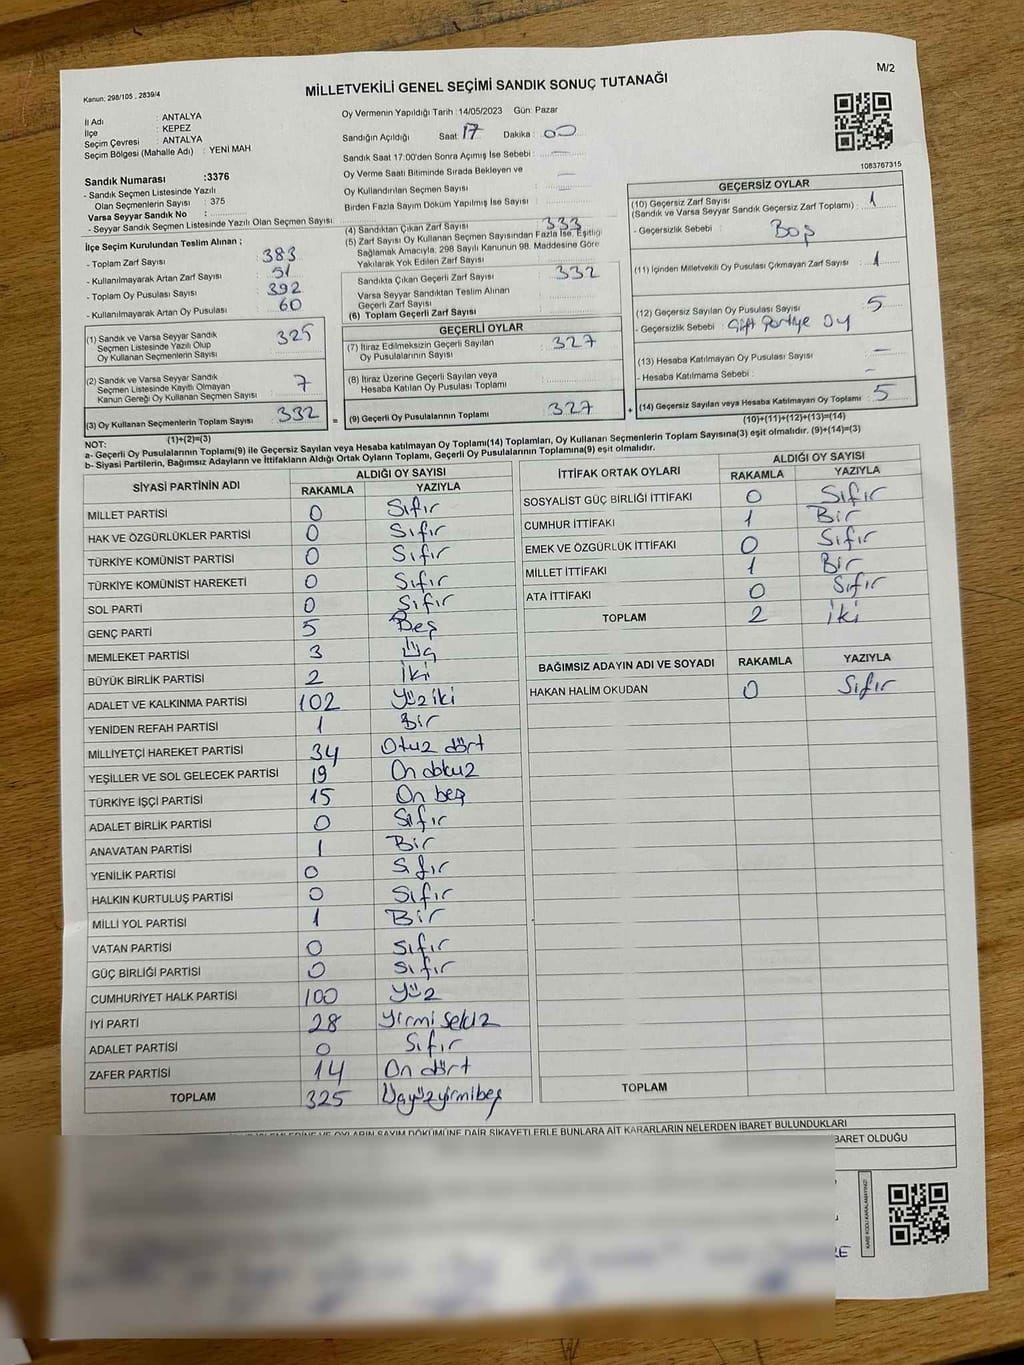 Kanun: 298/105 . 2839/4
MİLLETVEKİLİ GENEL SEÇİMİ SANDIK SONUÇ TUTANAĞI
M/2
İl Adı : ANTALYA
İlçe : KEPEZ
Seçim Çevresi : ANTALYA
Seçim Bölgesi (Mahalle Adı) : YENİ MAH
Sandık Numarası :3376
- Sandık Seçmen Listesinde Yazılı
Olan Seçmenlerin Sayısı : 375
Varsa Seyyar Sandık No :
- Seyyar Sandık Seçmen Listesinde Yazılı Olan Seçmen Sayısı
Oy Vermenin Yapıldığı Tarih : 14/05/2023 Gün: Pazar
Sandığın Açıldığı Saat: 17 Dakika : 00
Sandık Saat 17:00'den Sonra Açımış İse Sebebi : —
Oy Verme Saati Bitiminde Sırada Bekleyen ve
Oy Kullandırılan Seçmen Sayısı —
Birden Fazla Sayım Döküm Yapılmış İse Sayısı :
1083767315
İlçe Seçim Kurulundan Teslim Alınan ;
- Toplam Zarf Sayısı : 383
- Kullanılmayarak Artan Zarf Sayısı : 51
- Toplam Oy Pusulası Sayısı : 392
- Kullanılmayarak Artan Oy Pusulası : 60
(1) Sandık ve Varsa Seyyar Sandık
Seçmen Listesinde Yazılı Olup
Oy Kullanan Seçmenlerin Sayısı 325
(2) Sandık ve Varsa Seyyar Sandık
Seçmen Listesinde Kayıtlı Olmayan
Kanun Gereği Oy Kullanan Seçmen Sayısı 7
(3) Oy Kullanan Seçmenlerin Toplam Sayısı 332
(1)+(2)=(3)
(4) Sandıktan Çıkan Zarf Sayısı : 333
(5) Zarf Sayısı Oy Kullanan Seçmen Sayısından Fazla İse, Eşitliği
Sağlamak Amacıyla, 298 Sayılı Kanunun 98. Maddesine Göre
Yakılarak Yok Edilen Zarf Sayısı
Sandıkta Çıkan Geçerli Zarf Sayısı : 332
Varsa Seyyar Sandıktan Teslim Alınan
Geçerli Zarf Sayısı
(6) Toplam Geçerli Zarf Sayısı
GEÇERLİ OYLAR
(7) İtiraz Edilmeksizin Geçerli Sayılan
Oy Pusulalarının Sayısı : 327
(8) İtiraz Üzerine Geçerli Sayılan veya
Hesaba Katılan Oy Pusulası Toplamı
= (9) Geçerli Oy Pusulalarının Toplamı 327
GEÇERSİZ OYLAR
(10) Geçersiz Zarf Sayısı
(Sandık ve Varsa Seyyar Sandık Geçersiz Zarf Toplamı) : 1
- Geçersizlik Sebebi : Boş
(11) İçinden Milletvekili Oy Pusulası Çıkmayan Zarf Sayısı : 1
(12) Geçersiz Sayılan Oy Pusulası Sayısı : 5
- Geçersizlik Sebebi : Çift Partiye Oy
(13) Hesaba Katılmayan Oy Pusulası Sayısı : —
- Hesaba Katılmama Sebebi : —
+ (14) Geçersiz Sayılan veya Hesaba Katılmayan Oy Toplamı : 5
(10)+(11)+(12)+(13)=(14)
NOT:
a- Geçerli Oy Pusulalarının Toplamı(9) ile Geçersiz Sayılan veya Hesaba katılmayan Oy Toplamı(14) Toplamları, Oy Kullanan Seçmenlerin Toplam Sayısına(3) eşit olmalıdır. (9)+(14)=(3)
b- Siyasi Partilerin, Bağımsız Adayların ve İttifakların Aldığı Ortak Oyların Toplamı, Geçerli Oy Pusulalarının Toplamına(9) eşit olmalıdır.
SİYASİ PARTİNİN ADI ALDIĞI OY SAYISI
RAKAMLA YAZIYLA
MİLLET PARTİSİ 0 Sıfır
HAK VE ÖZGÜRLÜKLER PARTİSİ 0 Sıfır
TÜRKİYE KOMÜNİST PARTİSİ 0 Sıfır
TÜRKİYE KOMÜNİST HAREKETİ 0 Sıfır
SOL PARTİ 0 Sıfır
GENÇ PARTİ 5 Beş
MEMLEKET PARTİSİ 3 Üç
BÜYÜK BİRLİK PARTİSİ 2 İki
ADALET VE KALKINMA PARTİSİ 102 Yüz iki
YENİDEN REFAH PARTİSİ 1 Bir
MİLLİYETÇİ HAREKET PARTİSİ 34 Otuz dört
YEŞİLLER VE SOL GELECEK PARTİSİ 19 On dokuz
TÜRKİYE İŞÇİ PARTİSİ 15 On beş
ADALET BİRLİK PARTİSİ 0 Sıfır
ANAVATAN PARTİSİ 1 Bir
YENİLİK PARTİSİ 0 Sıfır
HALKIN KURTULUŞ PARTİSİ 0 Sıfır
MİLLİ YOL PARTİSİ 1 Bir
VATAN PARTİSİ 0 Sıfır
GÜÇ BİRLİĞİ PARTİSİ 0 Sıfır
CUMHURİYET HALK PARTİSİ 100 Yüz
İYİ PARTİ 28 Yirmi sekiz
ADALET PARTİSİ 0 Sıfır
ZAFER PARTİSİ 14 On dört
TOPLAM 325 Üçyüzyirmibeş
İTTİFAK ORTAK OYLARI ALDIĞI OY SAYISI
RAKAMLA YAZIYLA
SOSYALİST GÜÇ BİRLİĞİ İTTİFAKI 0 Sıfır
CUMHUR İTTİFAKI 1 Bir
EMEK VE ÖZGÜRLÜK İTTİFAKI 0 Sıfır
MİLLET İTTİFAKI 1 Bir
ATA İTTİFAKI 0 Sıfır
TOPLAM 2 iki
BAĞIMSIZ ADAYIN ADI VE SOYADI RAKAMLA YAZIYLA
HAKAN HALİM OKUDAN 0 Sıfır
TOPLAM
İŞLEMLERİNE VE OYLARIN SAYIM DÖKÜMÜNE DAİR ŞİKAYETLERLE BUNLARA AİT KARARLARIN NELERDEN İBARET BULUNDUKLARI
İBARET OLDUĞU
KARE KODU KARALAMAYINIZ!
RE